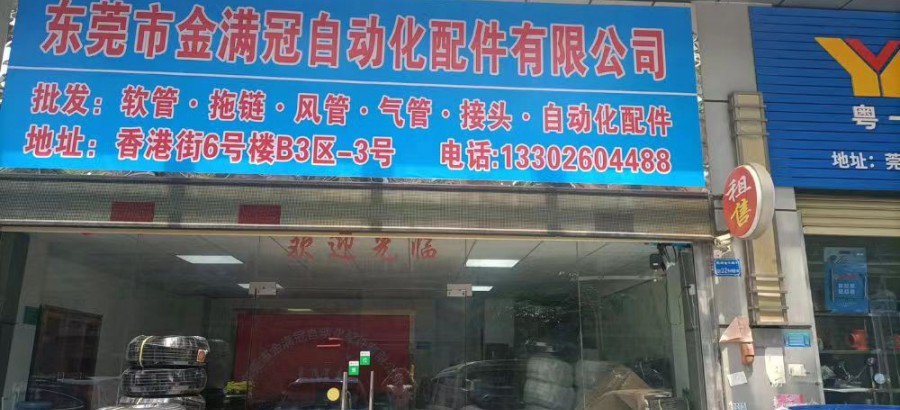 东莞市金满冠自动化配件有限公司
批发：软管·拖链·风管·气管·接头·自动化配件
地址：香港街6号楼B3区-3号 电话:13302604488
欢迎光临
租售
粤一
地址：莞